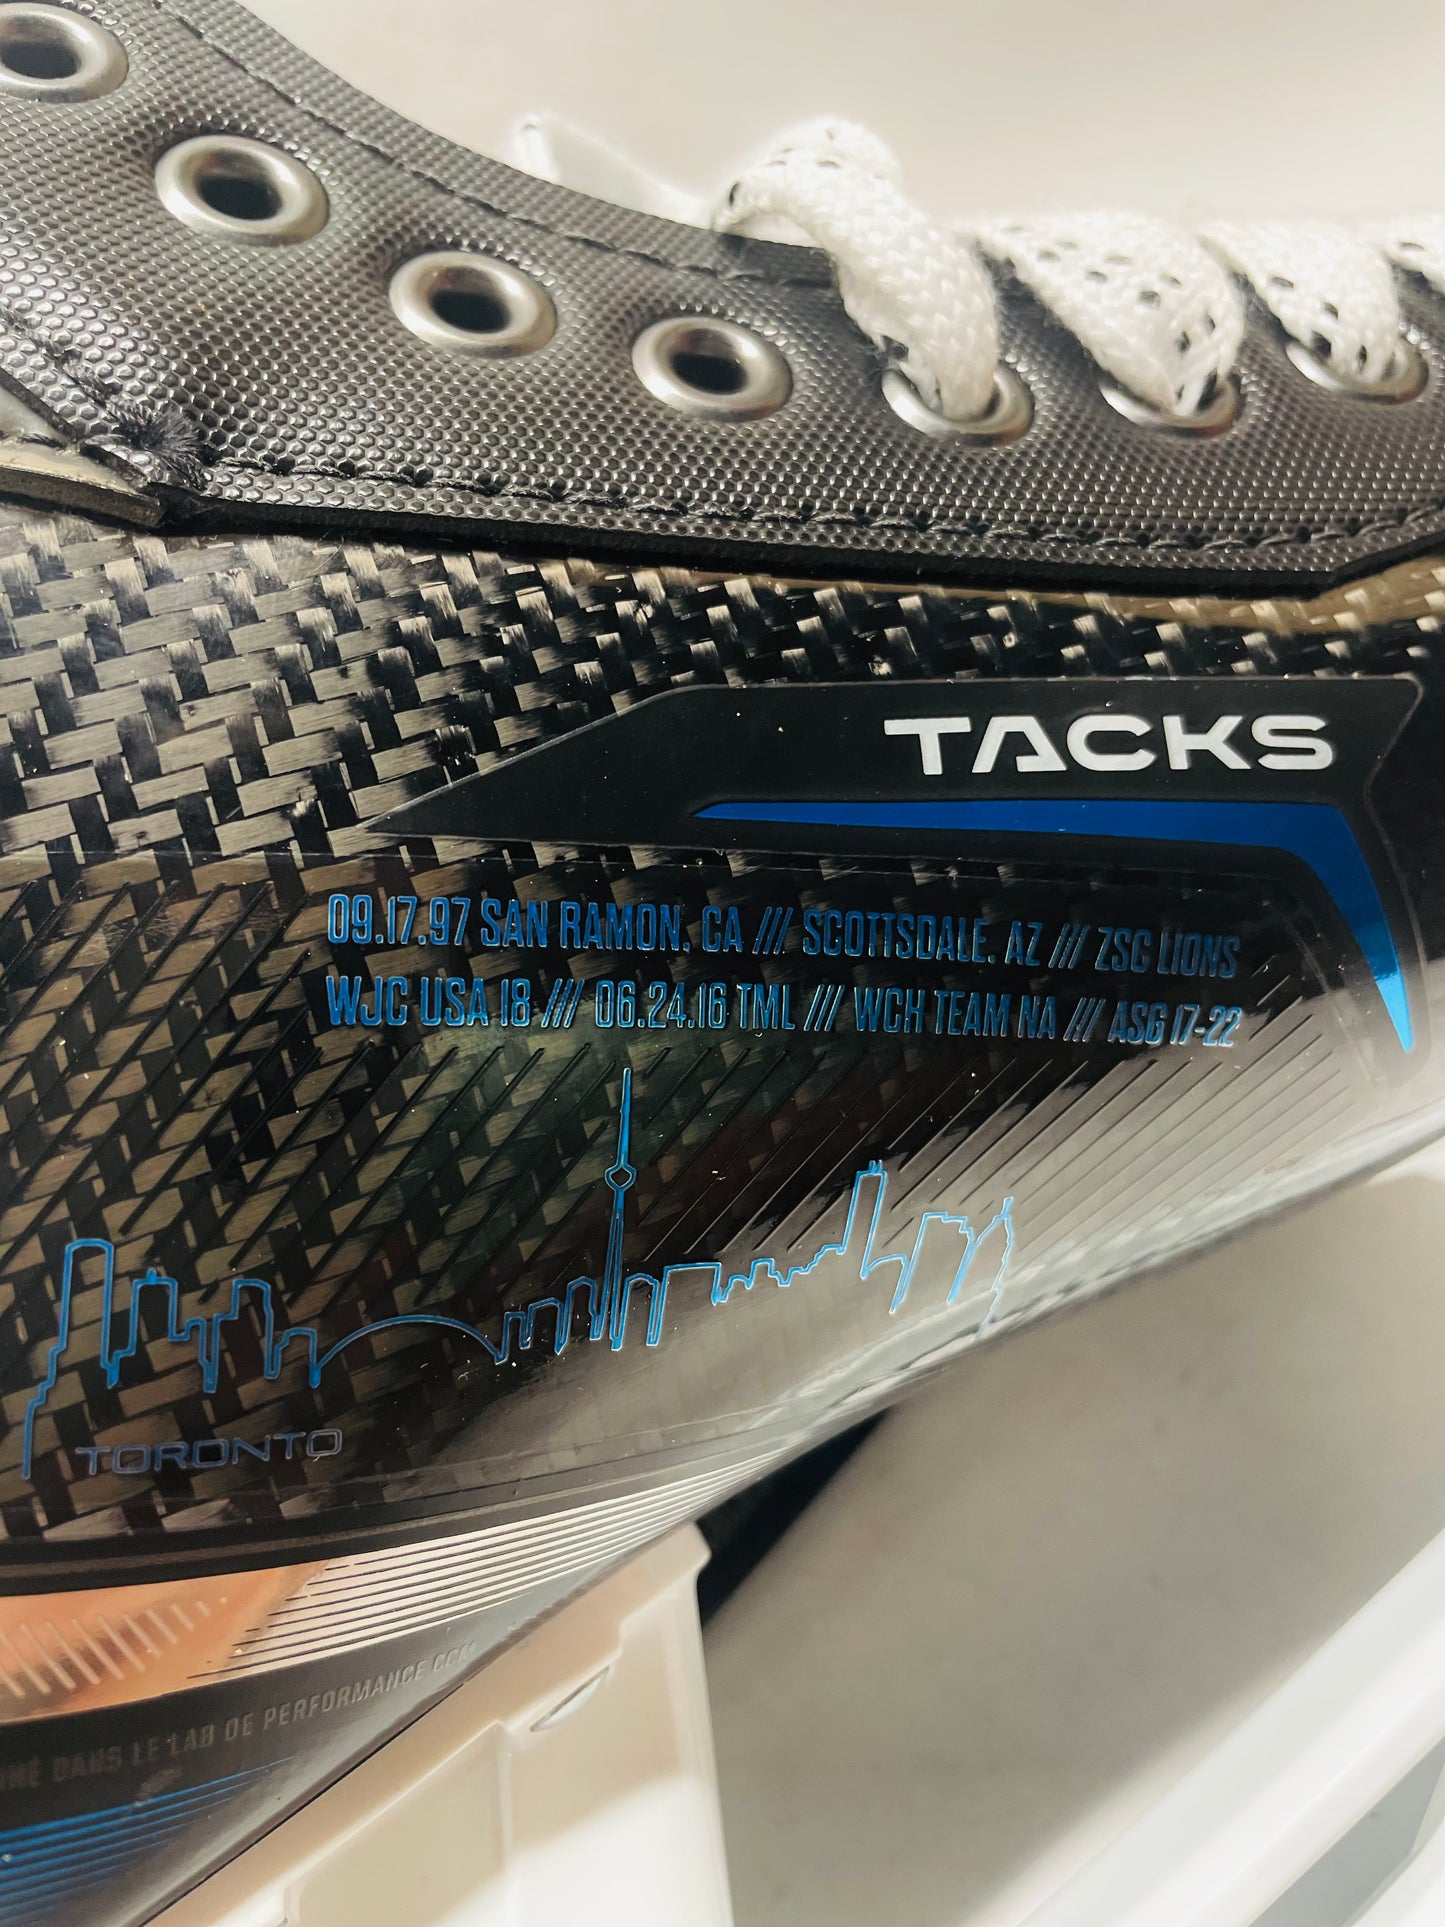 TACKS
09.17.97 SAN RAMON, CA /// SCOTTSDALE, AZ /// ZSC LIONS
WJC USA 18 /// 06.24.16 TML /// WCH TEAM NA /// ASG 17-22
TORONTO
DANS LE LAB DE PERFORMANCE CCM